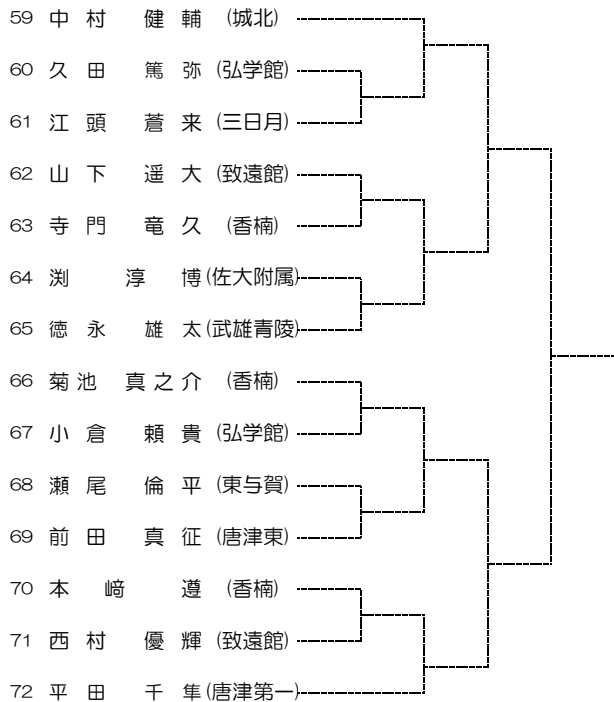 59 中村 健輔 (城北)
60 久田 篤弥 (弘学館)
61 江頭 蒼来 (三日月)
62 山下 遥大 (致遠館)
63 寺門 竜久 (香楠)
64 渕 淳博 (佐大附属)
65 徳永 雄太 (武雄青陵)
66 菊池 真之介 (香楠)
67 小倉 頼貴 (弘学館)
68 瀬尾 倫平 (東与賀)
69 前田 真征 (唐津東)
70 本﨑 遵 (香楠)
71 西村 優輝 (致遠館)
72 平田 千隼 (唐津第一)